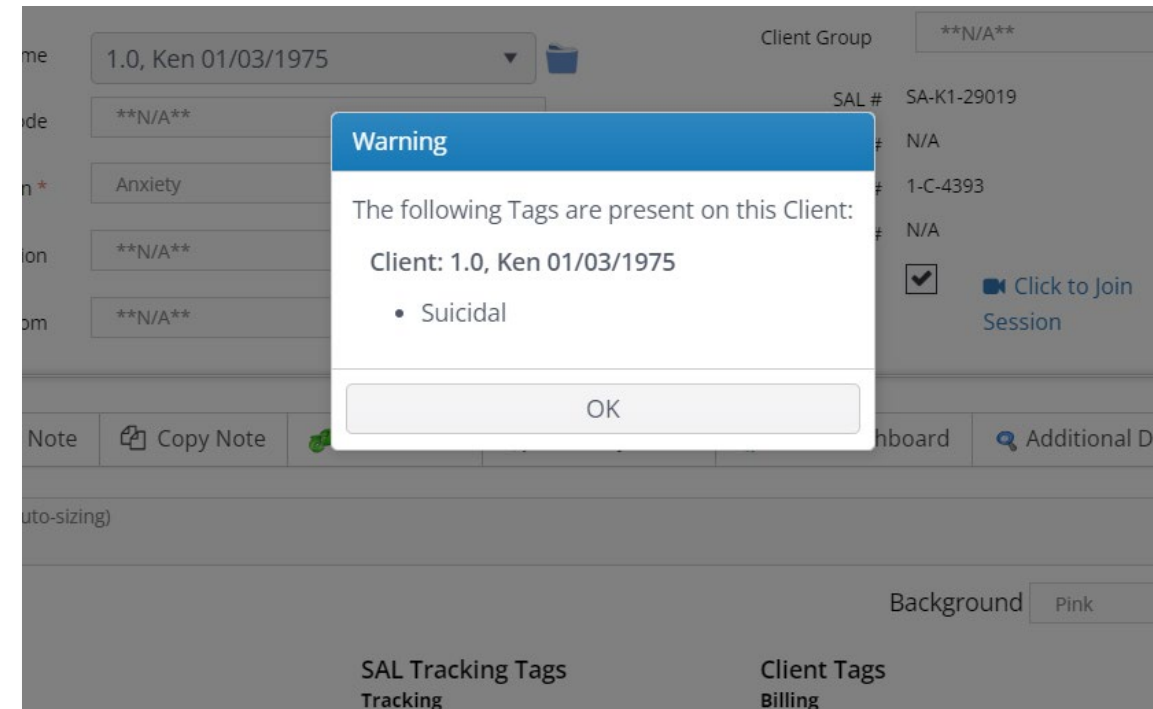 me
1.0, Ken 01/03/1975
Client Group
**N/A**
ode
**N/A**
SAL #
SA-K1-29019
Warning
#
N/A
n *
Anxiety
#
1-C-4393
The following Tags are present on this Client:
#
N/A
ion
**N/A**
Client: 1.0, Ken 01/03/1975
Click to Join
Session
• Suicidal
om
**N/A**
OK
Note
Copy Note
hboard
Additional D
uto-sizing)
Background
Pink
SAL Tracking Tags
Client Tags
Tracking
Billing